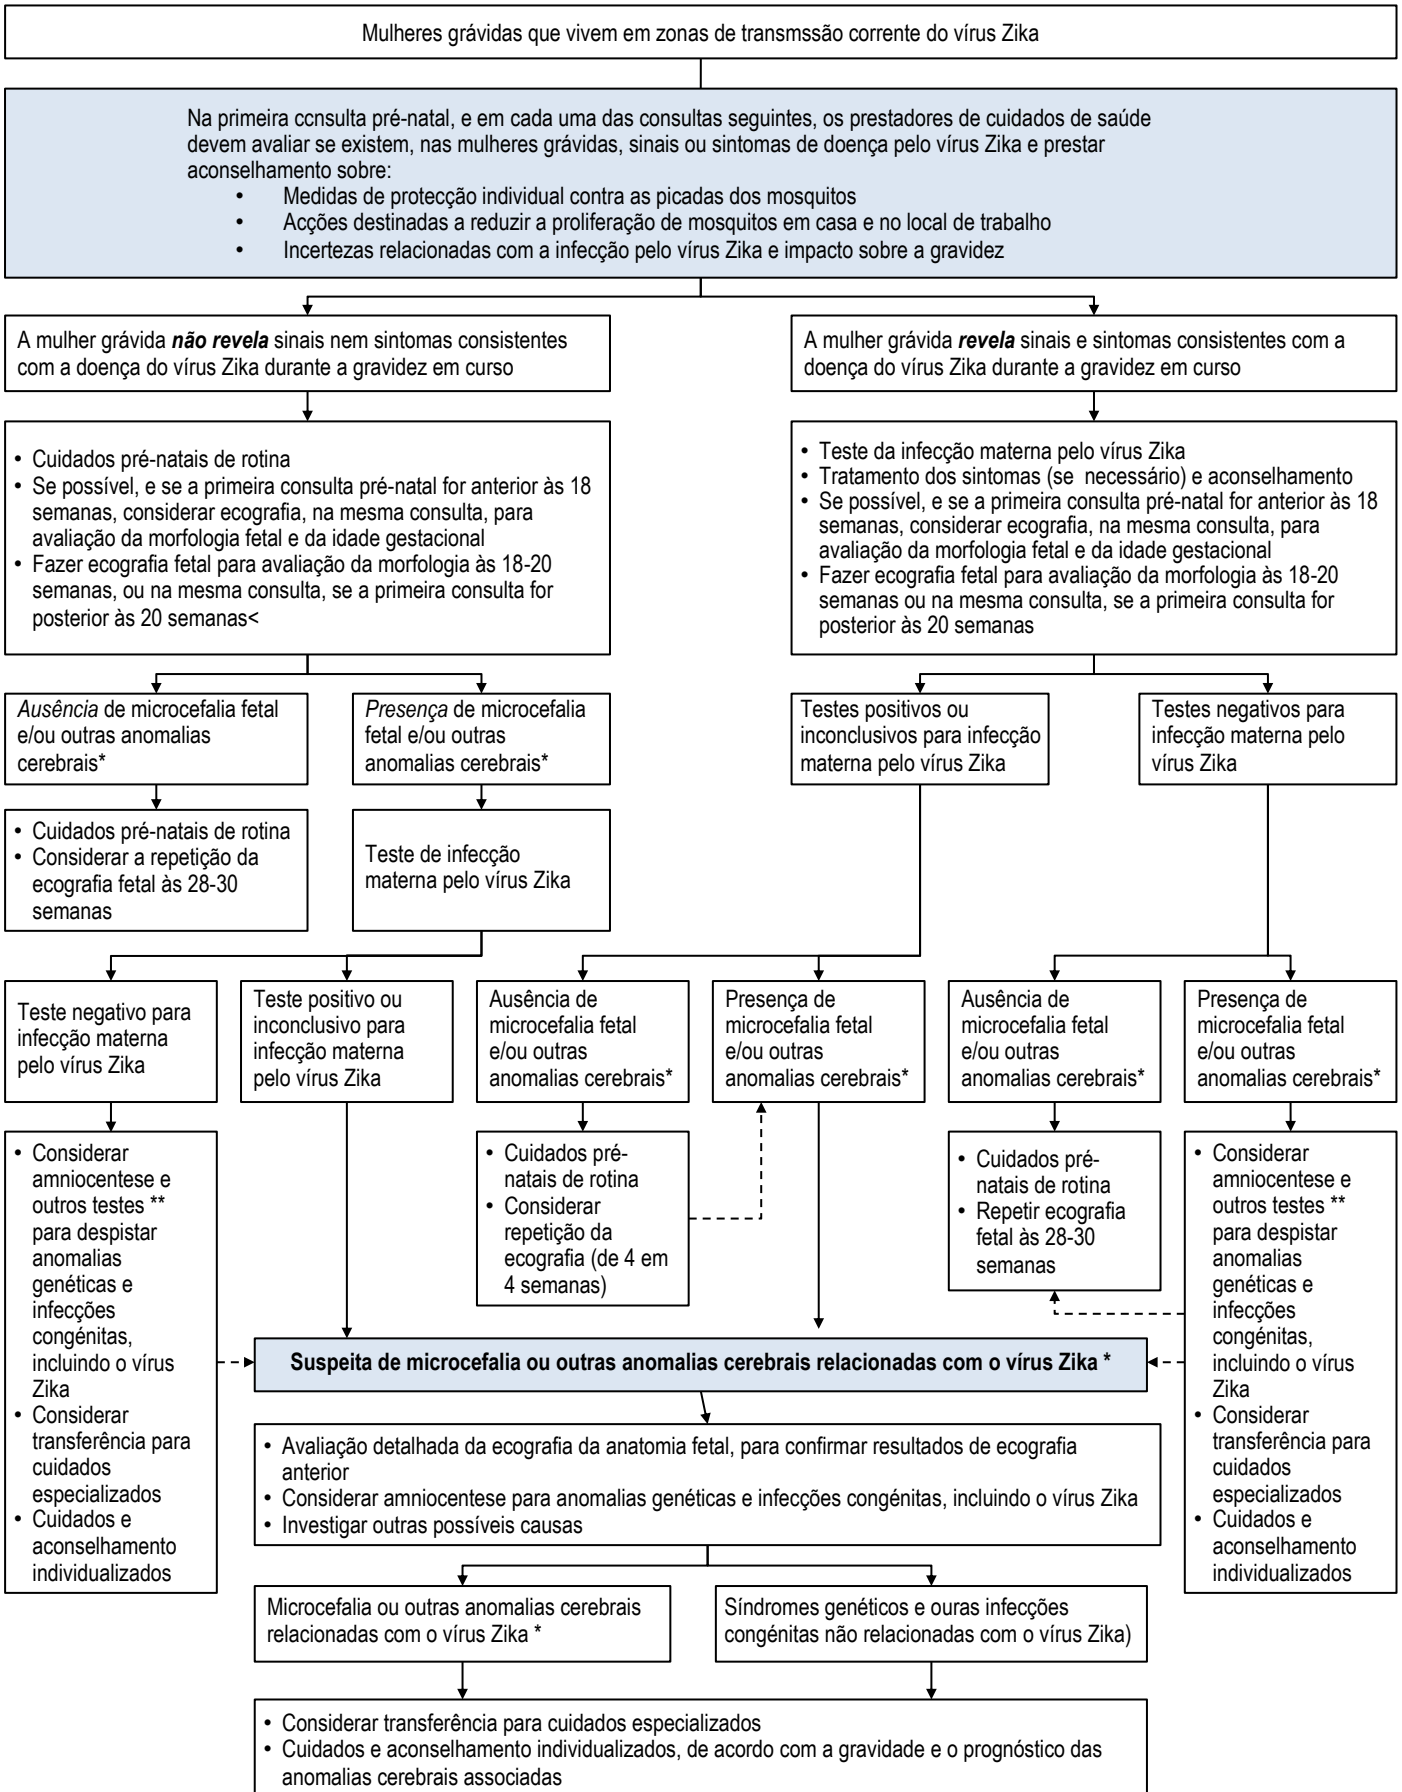 Mulheres grávidas que vivem em zonas de transmssão corrente do vírus Zika
Na primeira ccnsulta pré-natal, e em cada uma das consultas seguintes, os prestadores de cuidados de saúde
devem avaliar se existem, nas mulheres grávidas, sinais ou sintomas de doença pelo vírus Zika e prestar
aconselhamento sobre:
• Medidas de protecção individual contra as picadas dos mosquitos
• Acções destinadas a reduzir a proliferação de mosquitos em casa e no local de trabalho
• Incertezas relacionadas com a infecção pelo vírus Zika e impacto sobre a gravidez
A mulher grávida não revela sinais nem sintomas consistentes
com a doença do vírus Zika durante a gravidez em curso
A mulher grávida revela sinais e sintomas consistentes com a
doença do vírus Zika durante a gravidez em curso
• Cuidados pré-natais de rotina
• Se possível, e se a primeira consulta pré-natal for anterior às 18
semanas, considerar ecografia, na mesma consulta, para
avaliação da morfologia fetal e da idade gestacional
• Fazer ecografia fetal para avaliação da morfologia às 18-20
semanas, ou na mesma consulta, se a primeira consulta for
posterior às 20 semanas<
• Teste da infecção materna pelo vírus Zika
• Tratamento dos sintomas (se necessário) e aconselhamento
• Se possível, e se a primeira consulta pré-natal for anterior às 18
semanas, considerar ecografia, na mesma consulta, para
avaliação da morfologia fetal e da idade gestacional
• Fazer ecografia fetal para avaliação da morfologia às 18-20
semanas ou na mesma consulta, se a primeira consulta for
posterior às 20 semanas
Ausência de microcefalia fetal
e/ou outras anomalias
cerebrais*
Presença de microcefalia
fetal e/ou outras
anomalias cerebrais*
Testes positivos ou
inconclusivos para infecção
materna pelo vírus Zika
Testes negativos para
infecção materna pelo
vírus Zika
• Cuidados pré-natais de rotina
• Considerar a repetição da
ecografia fetal às 28-30
semanas
Teste de infecção
materna pelo vírus Zika
Teste negativo para
infecção materna
pelo vírus Zika
Teste positivo ou
inconclusivo para
infecção materna
pelo vírus Zika
Ausência de
microcefalia fetal
e/ou outras
anomalias cerebrais*
Presença de
microcefalia fetal
e/ou outras
anomalias cerebrais*
Ausência de
microcefalia fetal
e/ou outras
anomalias cerebrais*
Presença de
microcefalia fetal
e/ou outras
anomalias cerebrais*
• Considerar
amniocentese e
outros testes **
para despistar
anomalias
genéticas e
infecções
congénitas,
incluindo o vírus
Zika
• Considerar
transferência para
cuidados
especializados
• Cuidados e
aconselhamento
individualizados
• Cuidados pré-
natais de rotina
• Considerar
repetição da
ecografia (de 4 em
4 semanas)
• Cuidados pré-
natais de rotina
• Repetir ecografia
fetal às 28-30
semanas
• Considerar
amniocentese e
outros testes **
para despistar
anomalias
genéticas e
infecções
congénitas,
incluindo o vírus
Zika
• Considerar
transferência para
cuidados
especializados
• Cuidados e
aconselhamento
individualizados
Suspeita de microcefalia ou outras anomalias cerebrais relacionadas com o vírus Zika *
• Avaliação detalhada da ecografia da anatomia fetal, para confirmar resultados de ecografia
anterior
• Considerar amniocentese para anomalias genéticas e infecções congénitas, incluindo o vírus Zika
• Investigar outras possíveis causas
Microcefalia ou outras anomalias cerebrais
relacionadas com o vírus Zika *
Síndromes genéticos e ouras infecções
congénitas não relacionadas com o vírus Zika)
• Considerar transferência para cuidados especializados
• Cuidados e aconselhamento individualizados, de acordo com a gravidade e o prognóstico das
anomalias cerebrais associadas